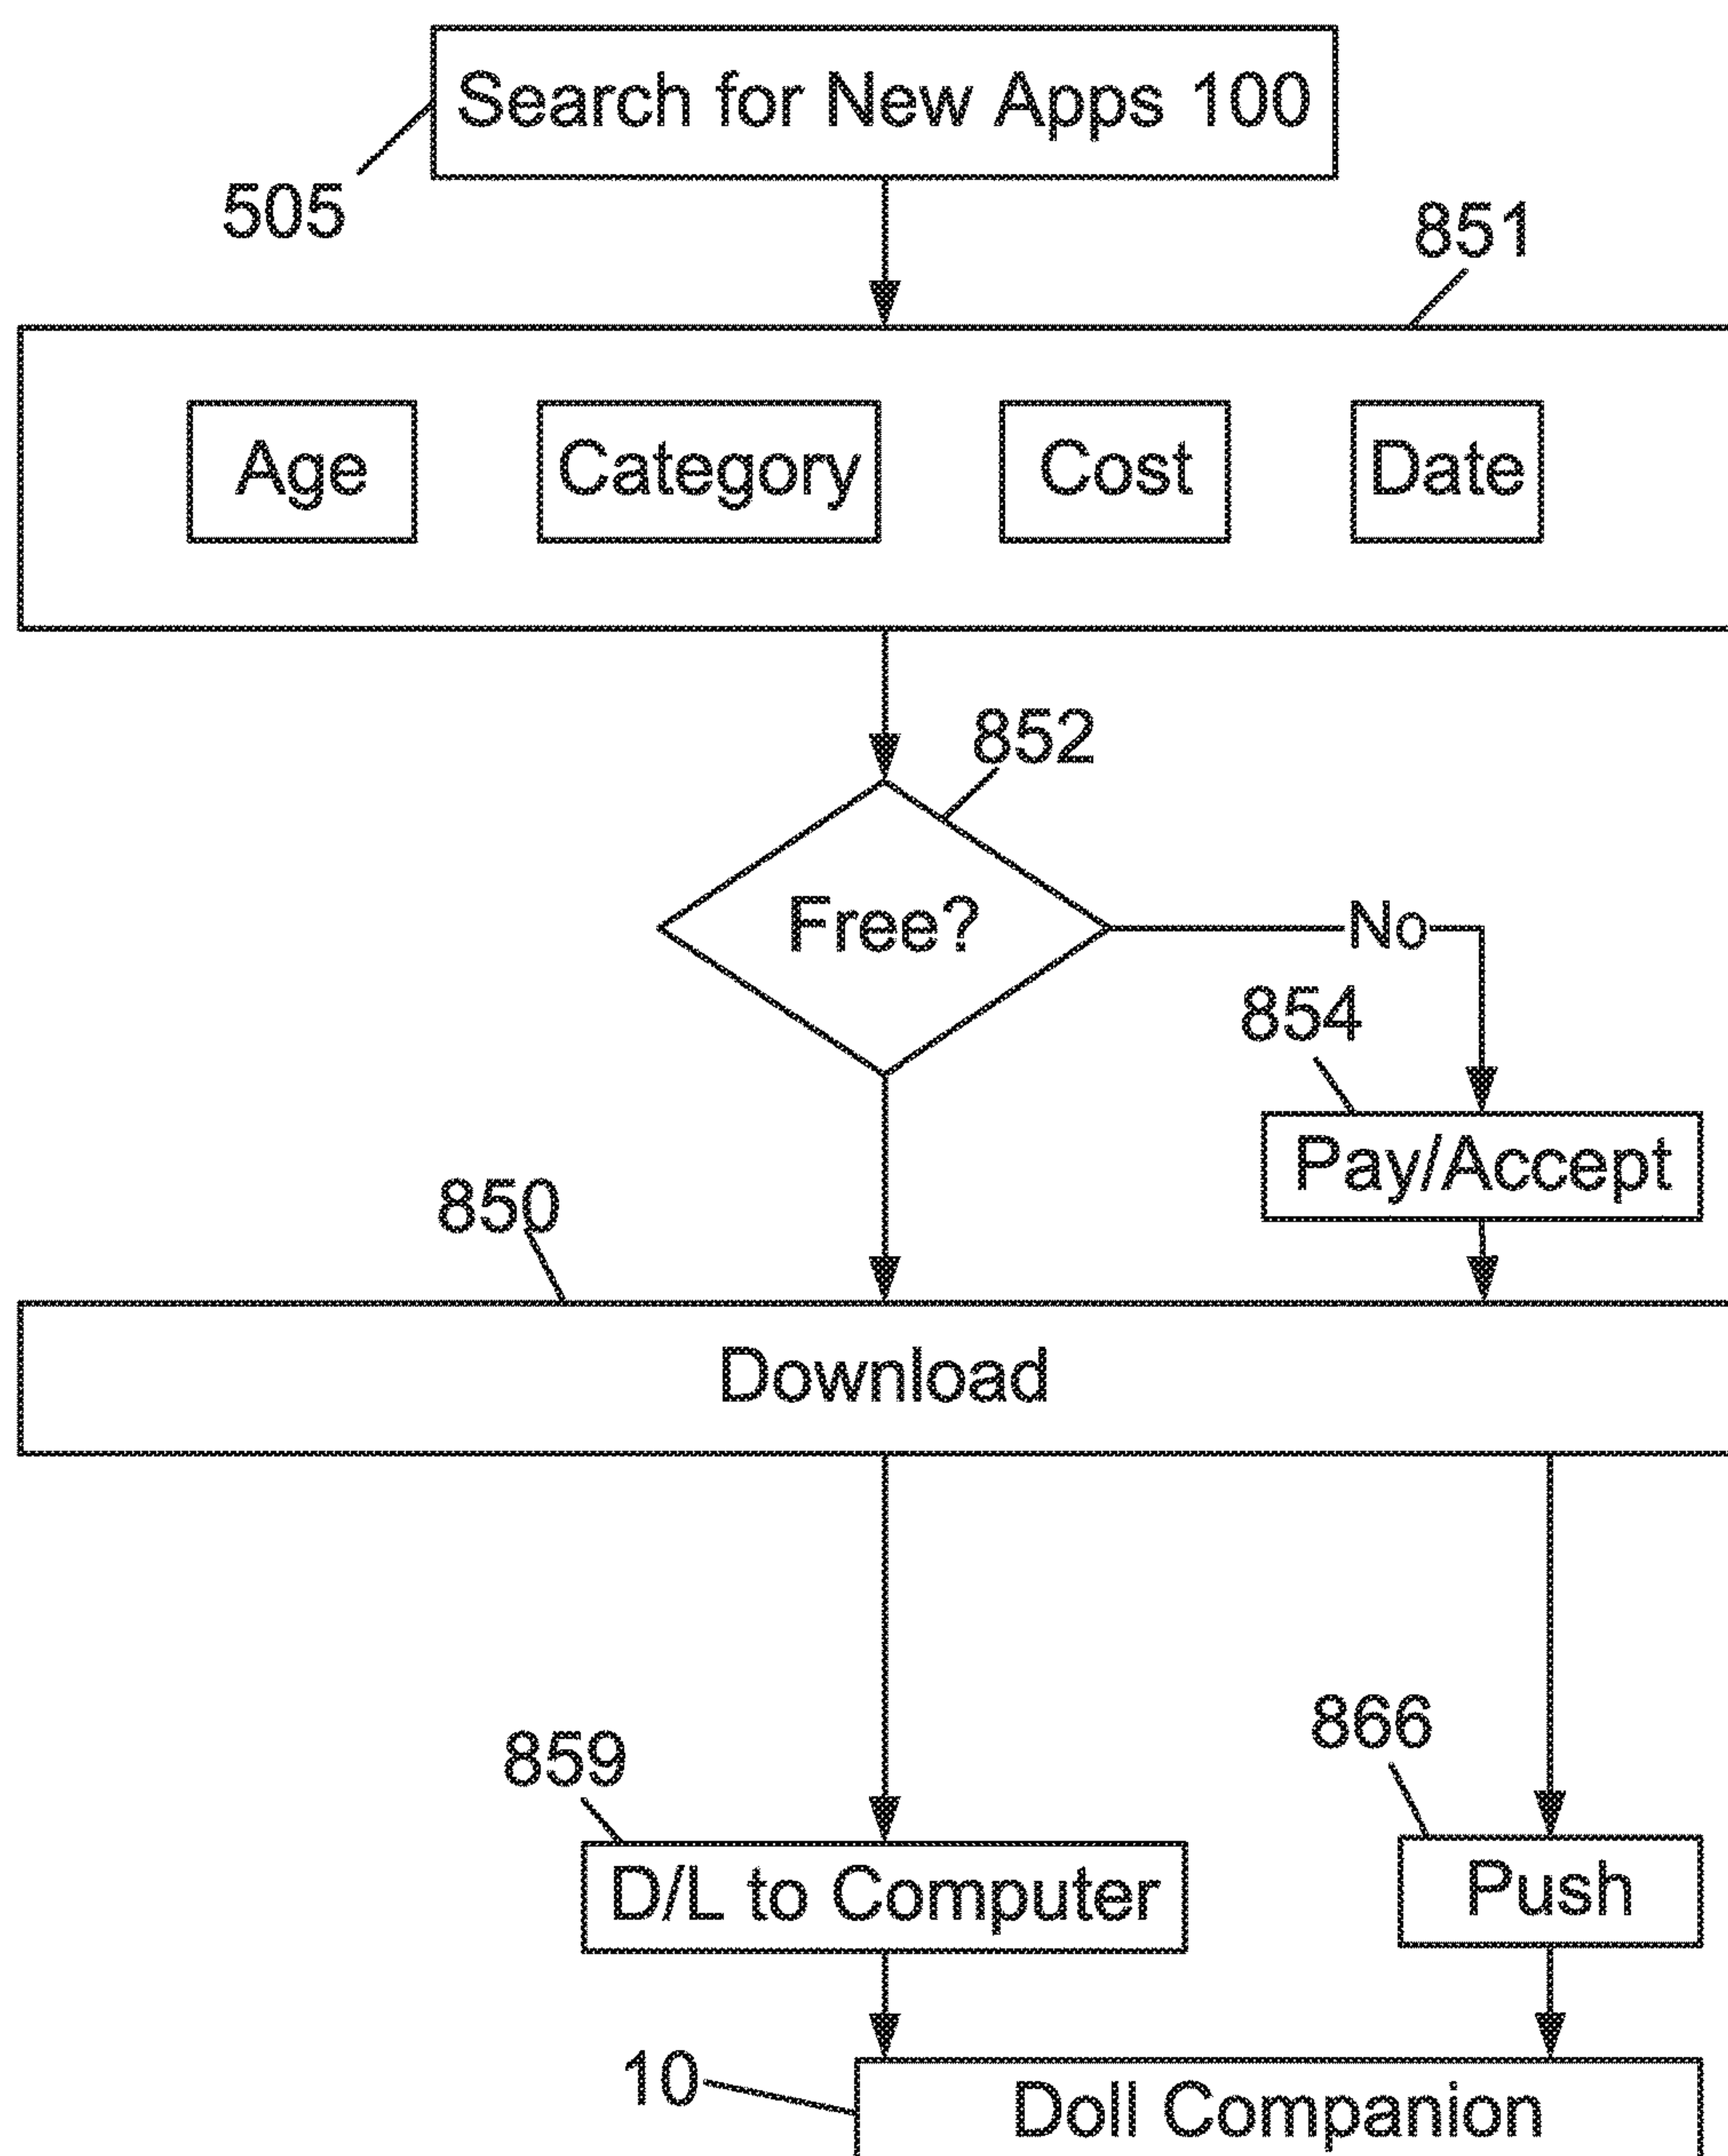 Search for New Apps 100
505
851
Age
Category
Cost
Date
852
Free?
No
854
Pay/Accept
850
Download
859
866
D/L to Computer
Push
10
Doll Companion